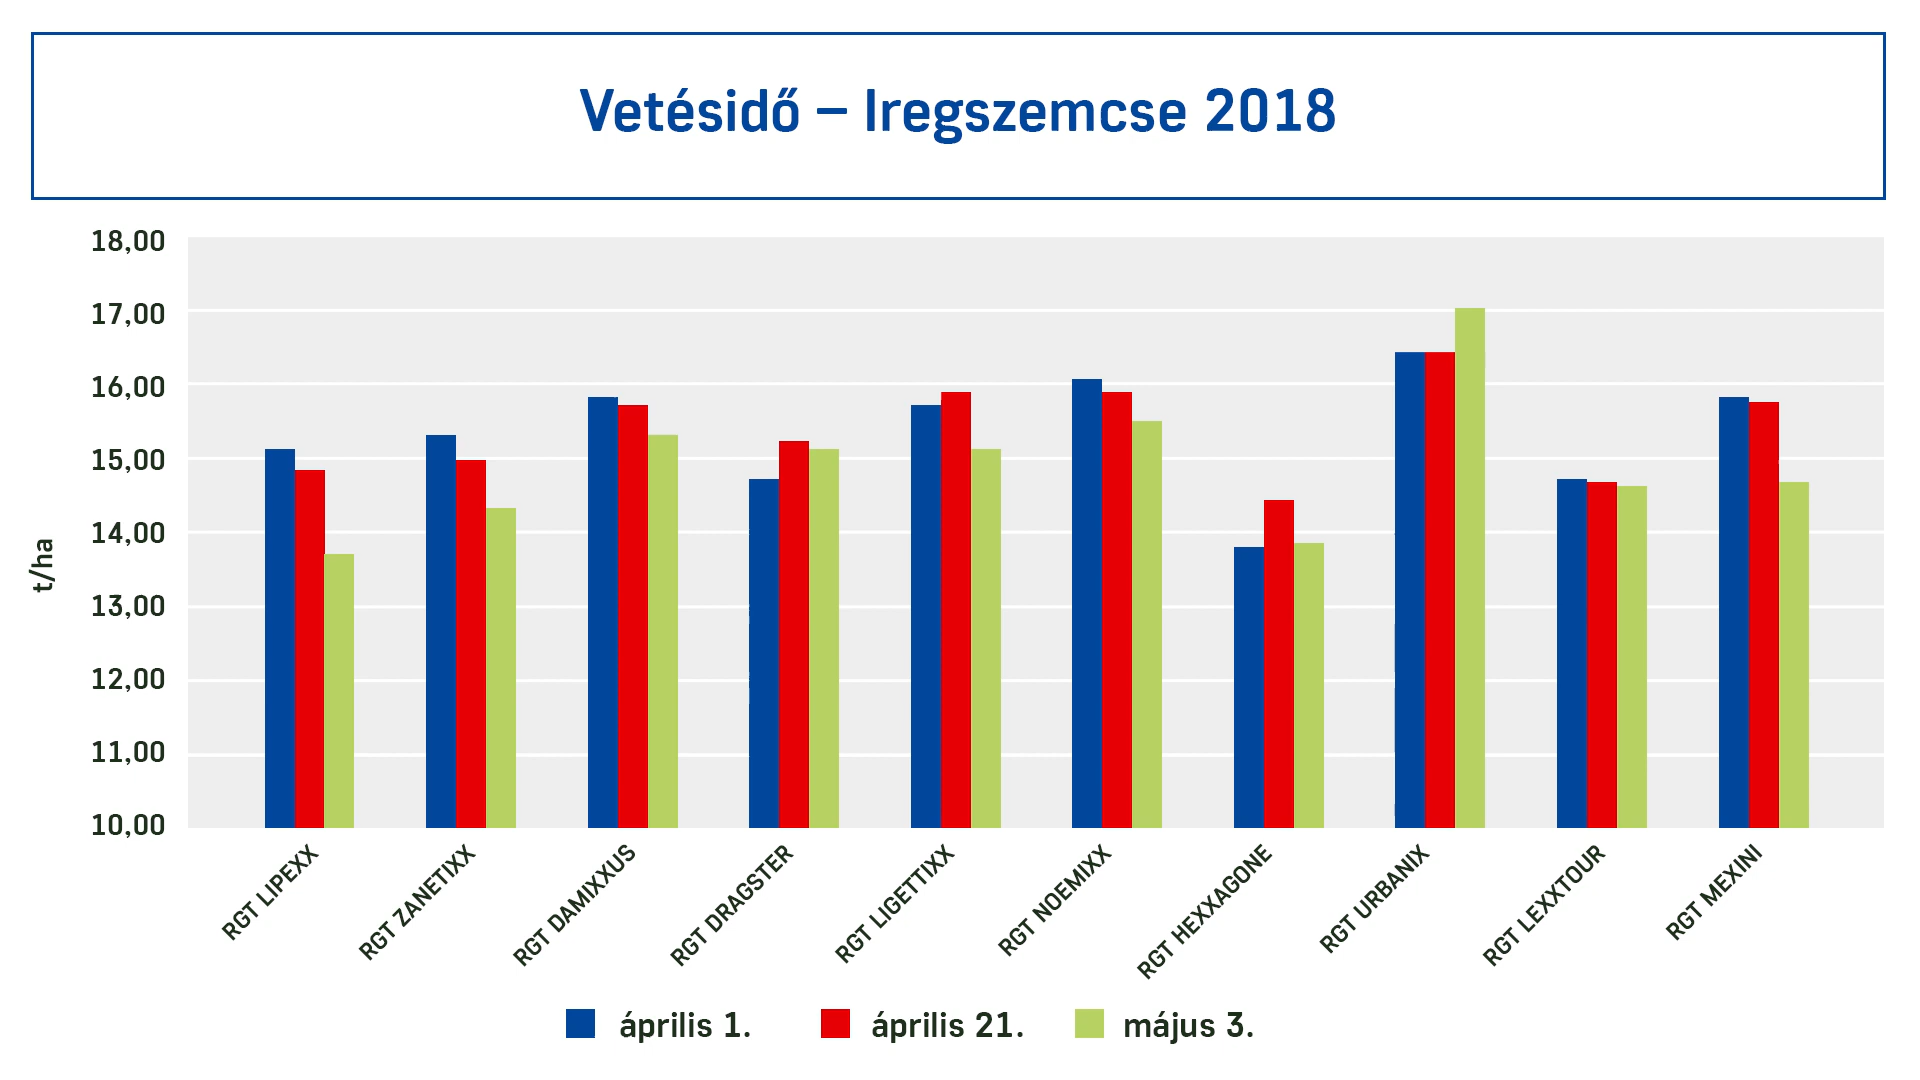 Vetésidő – Iregszemcse 2018
18,00
17,00
16,00
15,00
14,00
13,00
12,00
11,00
10,00
t/ha
RGT LIPEXX
RGT ZANETIXX
RGT DAMIXXUS
RGT DRAGSTER
RGT LIGETTIXX
RGT NOEMIXX
RGT HEXXAGONE
RGT URBANIX
RGT LEXXTOUR
RGT MEXINI
április 1.
április 21.
május 3.